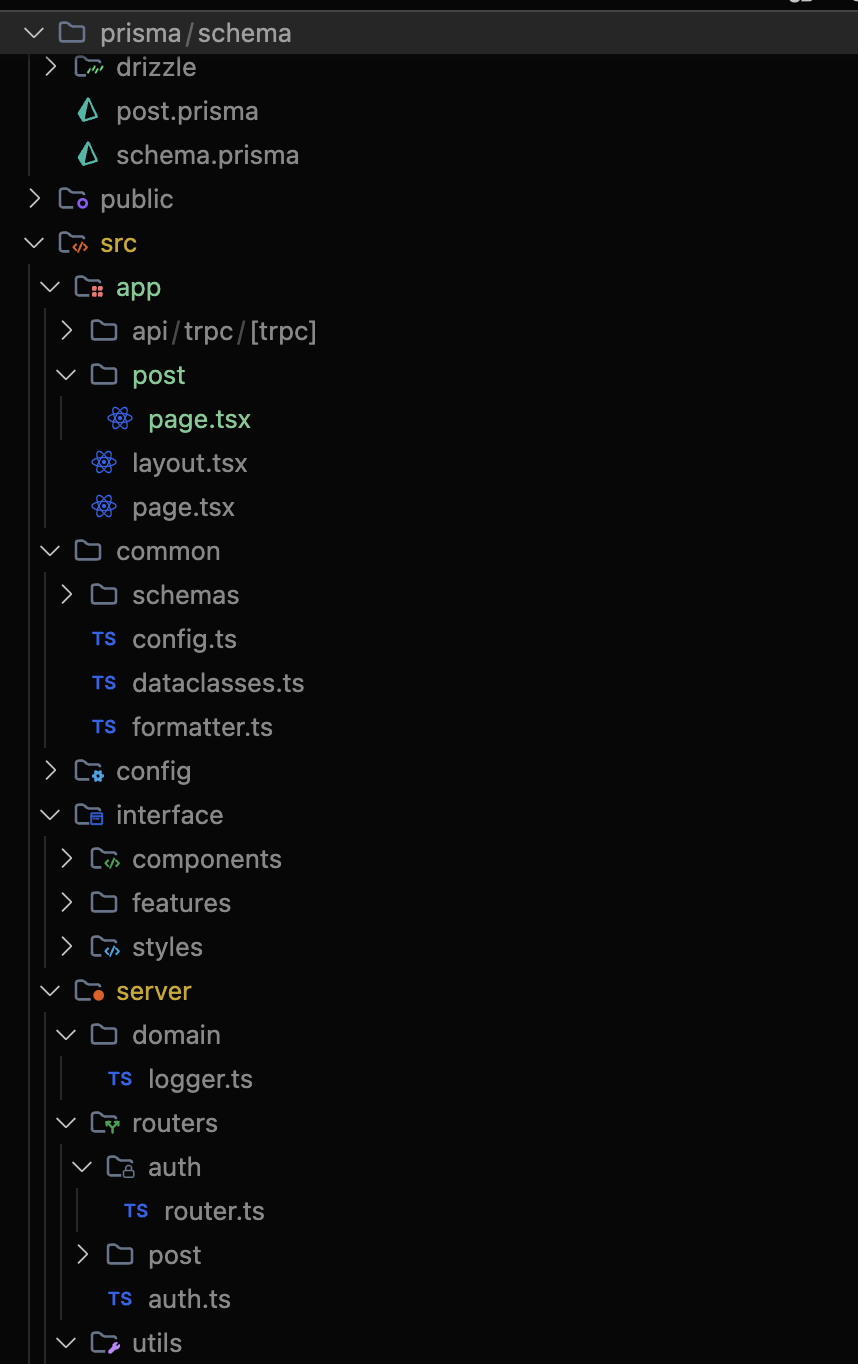 prisma/schema
drizzle
post.prisma
schema.prisma
public
src
app
api/trpc/[trpc]
post
page.tsx
layout.tsx
page.tsx
common
schemas
TS config.ts
TS dataclasses.ts
TS formatter.ts
config
interface
components
features
styles
server
domain
TS logger.ts
routers
auth
TS router.ts
post
TS auth.ts
utils